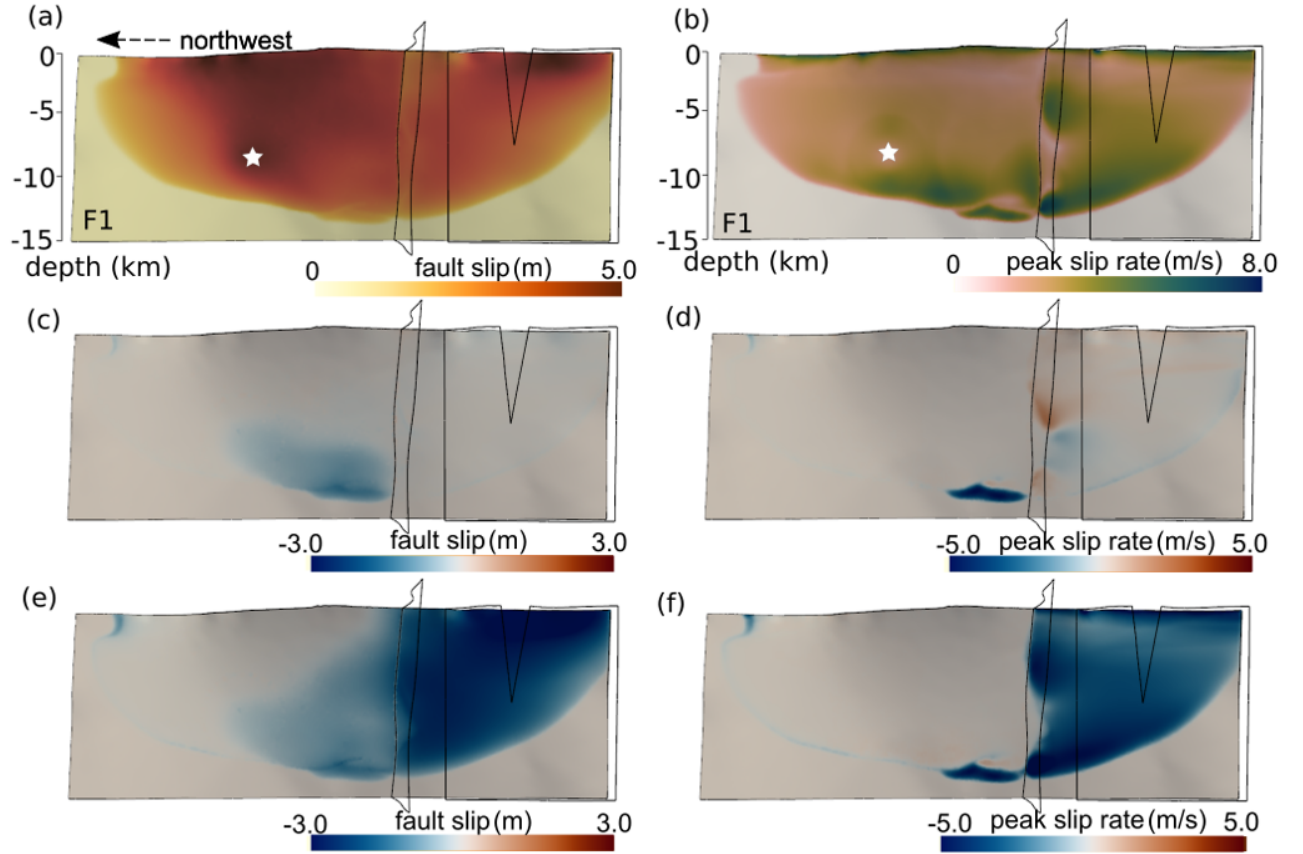 (a)
northwest
0
-5
-10
-15
F1
depth (km)
0 fault slip (m) 5.0
(b)
0
-5
-10
-15
F1
depth (km)
0 peak slip rate (m/s) 8.0
(c)
-3.0 fault slip (m) 3.0
(d)
-5.0 peak slip rate (m/s) 5.0
(e)
-3.0 fault slip (m) 3.0
(f)
-5.0 peak slip rate (m/s) 5.0